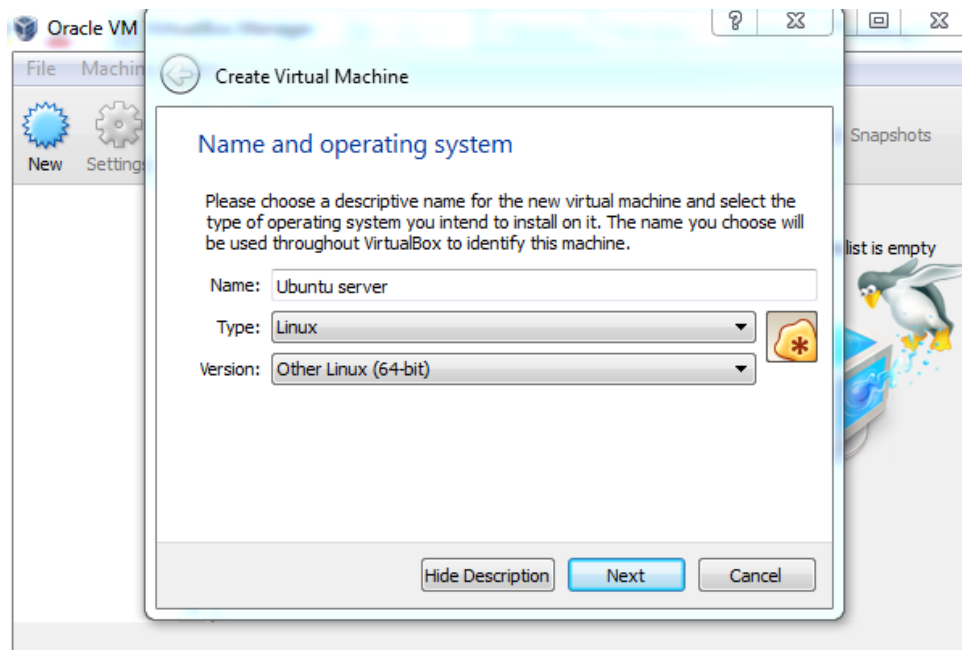 Oracle VM
File Machin
Create Virtual Machine
New
Setting
Snapshots
Name and operating system
Please choose a descriptive name for the new virtual machine and select the
type of operating system you intend to install on it. The name you choose will
be used throughout VirtualBox to identify this machine.
list is empty
Name: Ubuntu server
Type: Linux
Version: Other Linux (64-bit)
Hide Description
Next
Cancel